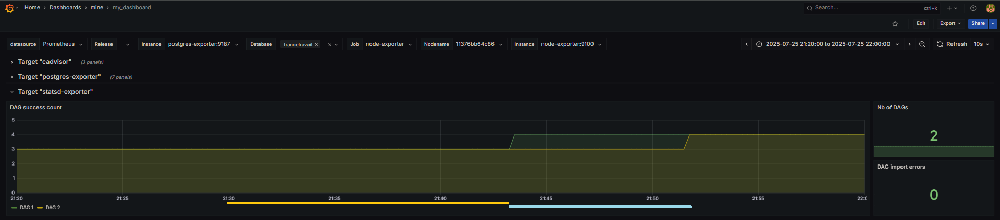 Home › Dashboards › mine › my_dashboard
Search... ctrl+k
Edit Export Share
datasource Prometheus Release Instance postgres-exporter:9187 Database francetravail Job node-exporter Nodename 11376bb64c86 Instance node-exporter:9100 2025-07-25 21:20:00 to 2025-07-25 22:00:00 Refresh 10s
Target "cadvisor" (3 panels)
Target "postgres-exporter" (7 panels)
Target "statsd-exporter"
DAG success count
5
4
3
2
1
0
21:20 21:25 21:30 21:35 21:40 21:45 21:50 21:55 22:0
DAG 1 DAG 2
Nb of DAGs
2
DAG import errors
0